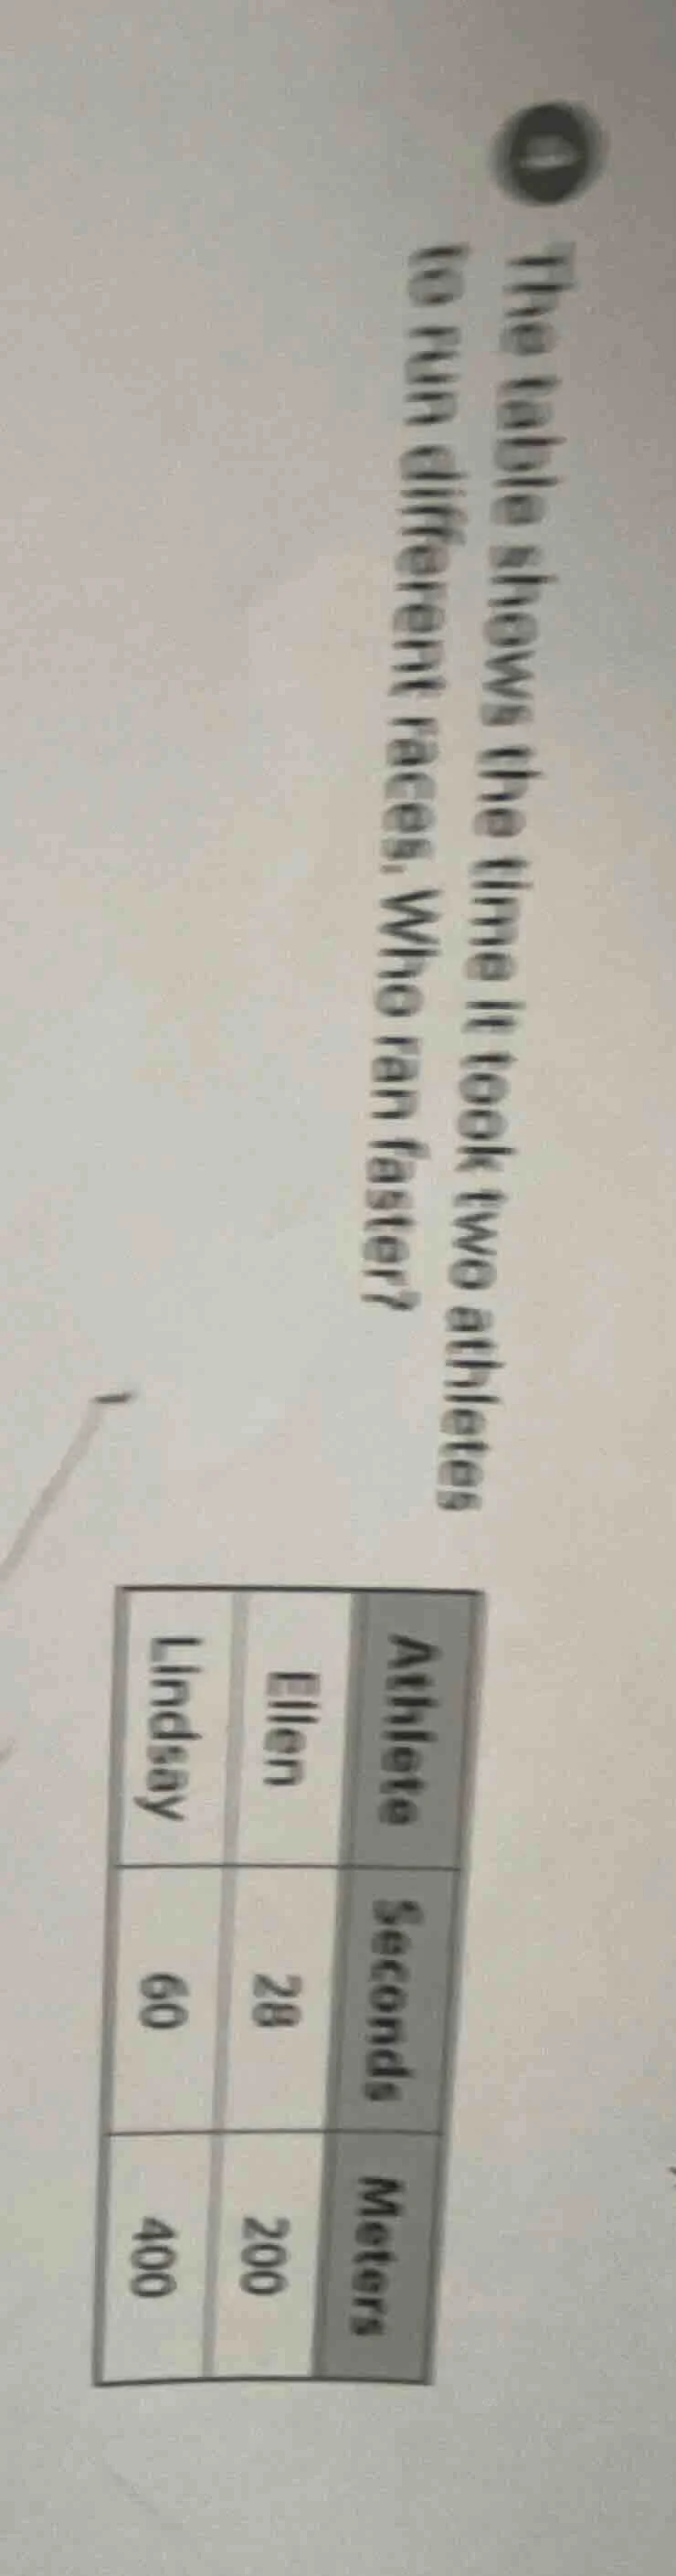 1 The table shows the time it took two athletes
to run different races. Who ran faster?
Athlete Seconds Meters
Ellen 28 200
Lindsay 60 400